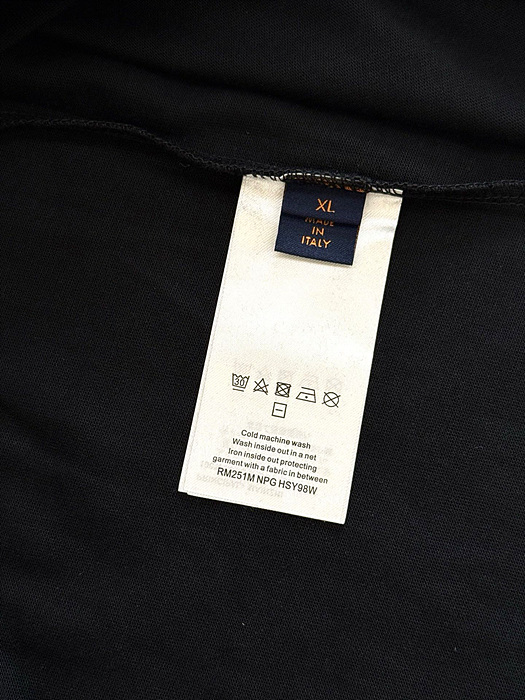 XL
MADE
IN
ITALY
30
Cold machine wash
Wash inside out in a net
Iron inside out protecting
garment with a fabric in between
RM251M NPG HSY98W